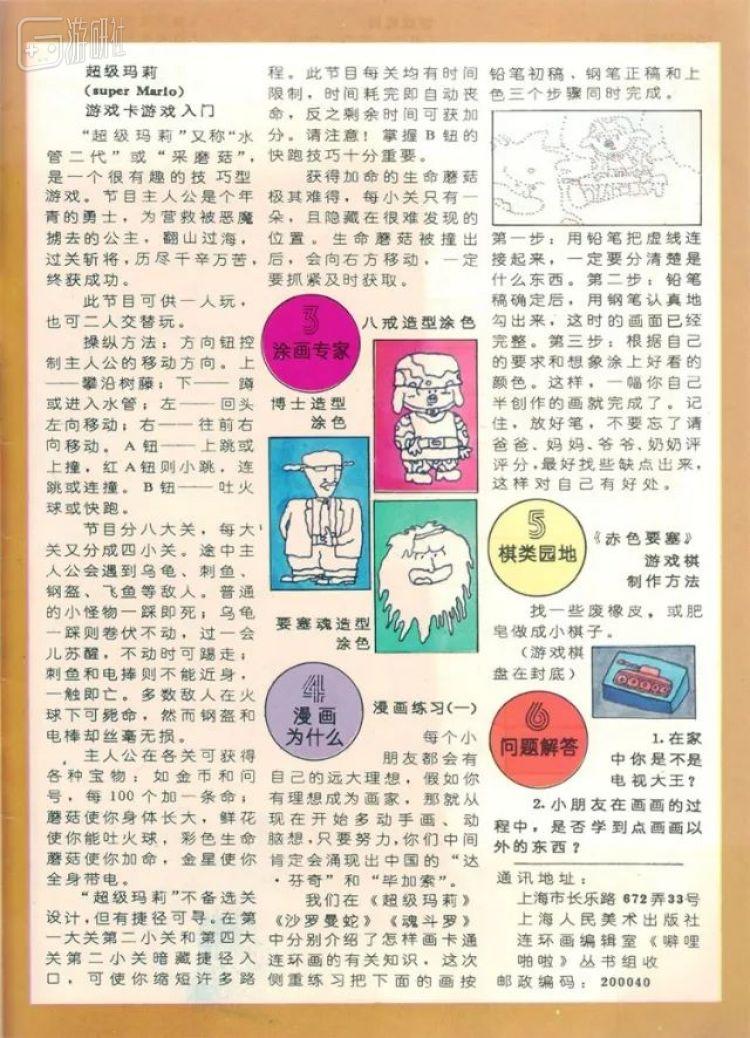 游研社
超级玛莉
(super Mario)
游戏卡游戏入门
“超级玛莉”又称“水
管二代”或“采磨菇”，
是一个很有趣的技巧型
游戏。节目主人公是个年
青的勇士，为营救被恶魔
掳去的公主，翻山过海，
过关斩将，历尽千辛万苦，
终获成功。
此节目可供一人玩，
也可二人交替玩。
操纵方法：方向钮控
制主人公的移动方向。上
——攀沿树藤；下——蹲
或进入水管；左——回头
左向移动；右——往前右
向移动。A钮——上跳或
上撞，红A钮则小跳，连
跳或连撞。B钮——吐火
球或快跑。
节目分八大关，每大
关又分成四小关。途中主
人公会遇到乌龟、刺鱼、
钢盔、飞鱼等敌人。普通
的小怪物一踩即死；乌龟
一踩则卷伏不动，过一会
儿苏醒，不动时可踢走；
刺鱼和电捧则不能近身，
一触即亡。多数敌人在火
球下可毙命，然而钢盔和
电棒却丝毫无损。
主人公在各关可获得
各种宝物：如金币和问
号，每100个加一条命；
蘑菇使你身体长大，鲜花
使你能吐火球，彩色生命
蘑菇使你加命，金星使你
全身带电。
“超级玛莉”不备选关
设计，但有捷径可寻。在第
一大关第二小关和第四大
关第二小关暗藏捷径入
口，可使你缩短许多路
程。此节目每关均有时间
限制，时间耗完即自动丧
命，反之剩余时间可获加
分。请注意！掌握B钮的
快跑技巧十分重要。
获得加命的生命蘑菇
极其难得，每小关只有一
朵，且隐藏在很难发现的
位置。生命蘑菇被撞出
后，会向右方移动，一定
要抓紧及时获取。
3
涂画专家
八戒造型涂色
博士造型
涂色
要塞魂造型
涂色
4
漫画
为什么
漫画练习(一)
每个小
朋友都会有
自己的远大理想，假如你
有理想成为画家，那就从
现在开始多动手画、动
脑想，只要努力，你们中间
肯定会涌现出中国的“达
·芬奇”和“毕加索”。
我们在《超级玛莉》
《沙罗曼蛇》《魂斗罗》
中分别介绍了怎样画卡通
连环画的有关知识，这次
侧重练习把下面的画按
铅笔初稿、钢笔正稿和上
色三个步骤同时完成。
第一步：用铅笔把虚线连
接起来，一定要分清楚是
什么东西。第二步：铅笔
稿确定后，用钢笔认真地
勾出来，这时的画面已经
完整。第三步：根据自己
的要求和想象涂上好看的
颜色。这样，一幅你自己
半创作的画就完成了。记
住，放好笔，不要忘了请
爸爸、妈妈、爷爷、奶奶评
评分，最好找些缺点出来，
这样对自己有好处。
5
棋类园地
《赤色要塞》
游戏棋
制作方法
找一些废橡皮，或肥
皂做成小棋子。
(游戏棋
盘在封底)
6
问题解答
1.在家
中你是不是
电视大王？
2.小朋友在画画的过
程中，是否学到点画画以
外的东西？
通讯地址：
上海市长乐路672弄33号
上海人民美术出版社
连环画编辑室《噼哩
啪啦》丛书组收
邮政编码：200040